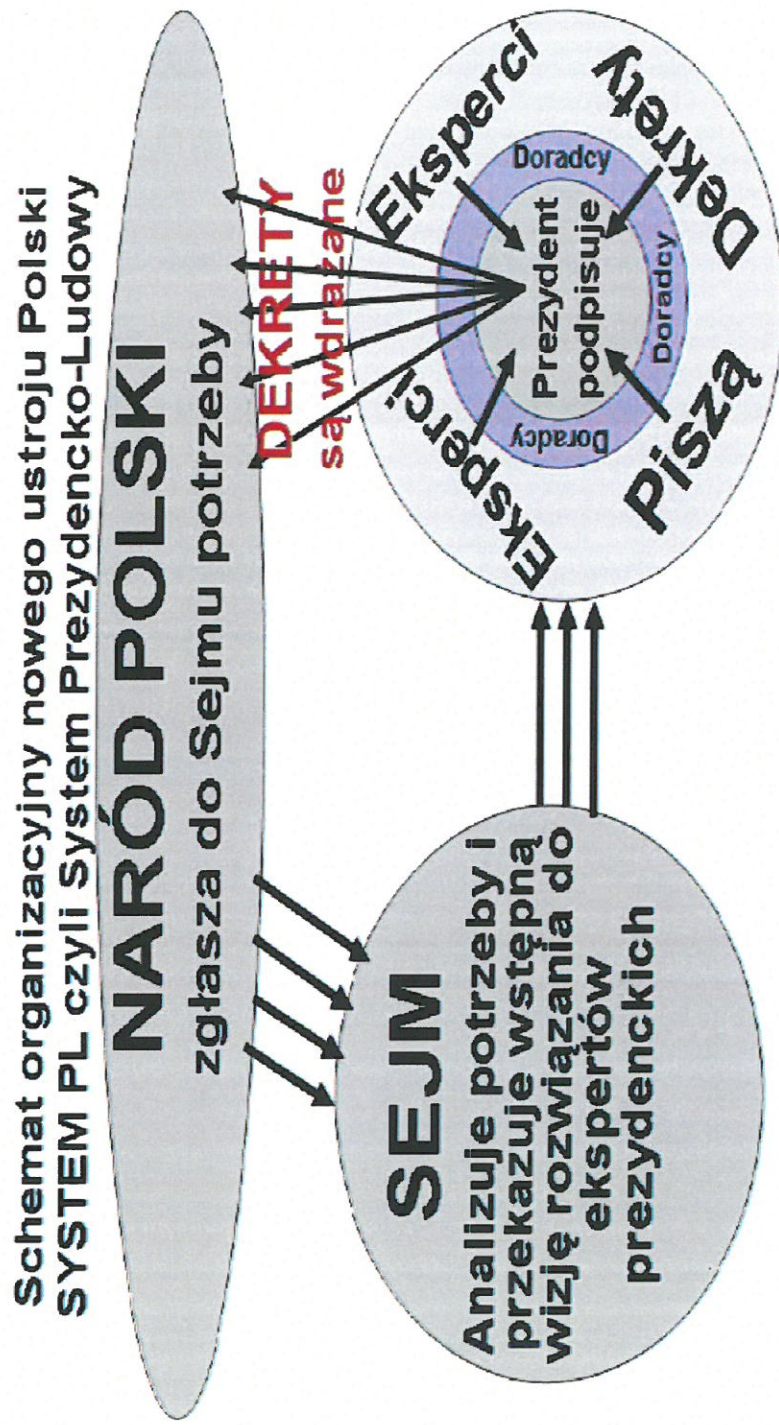 Schemat organizacyjny nowego ustroju Polski
SYSTEM PL czyli System Prezydencko-Ludowy
NARÓD POLSKI
zgłasza do Sejmu potrzeby
SEJM
Analizuje potrzeby i
przekazuje wstępną
wizję rozwiązania do
ekspertów
prezydenckich
DEKRETY
są wdrażane
Eksperci
Eksperci
Doradcy
Doradcy
Doradcy
Prezydent
podpisuje
Piszą
Dekrety